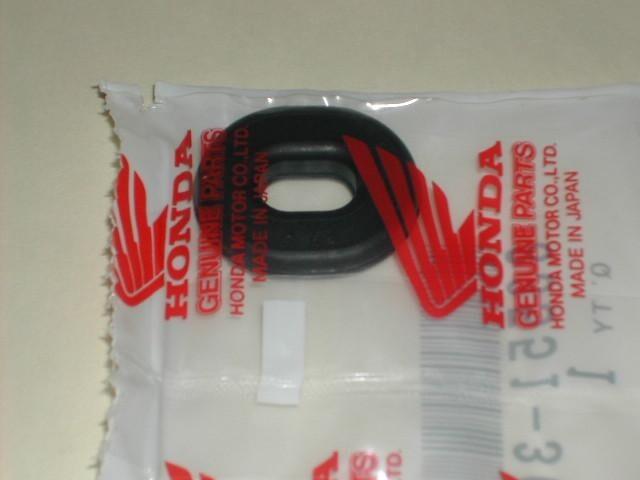 HONDA
GENUINE PARTS
HONDA MOTOR CO.,LTD.
MADE IN JAPAN
HONDA
GENUINE PARTS
HONDA MOTOR CO.,LTD.
MADE IN JAPAN
Q'TY
1